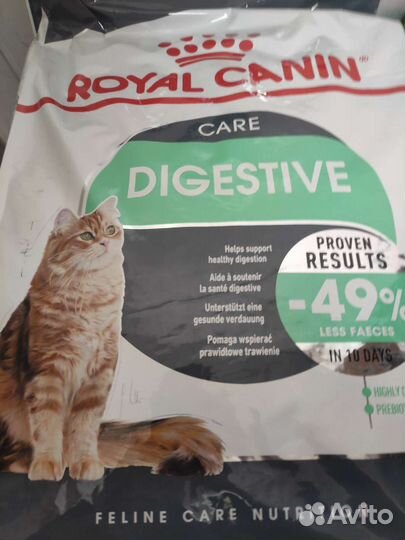 ROYAL CANIN
CARE
DIGESTIVE
Helps support
healthy digestion
Aide à soutenir
la santé digestive
Unterstützt eine
gesunde verdauung
Pomaga wspierać
prawidłowe trawienie
PROVEN
RESULTS
-49%
LESS FAECES
IN 10 DAYS
HIGHLY
PREBIO
FELINE CARE NUTRITION
Avito